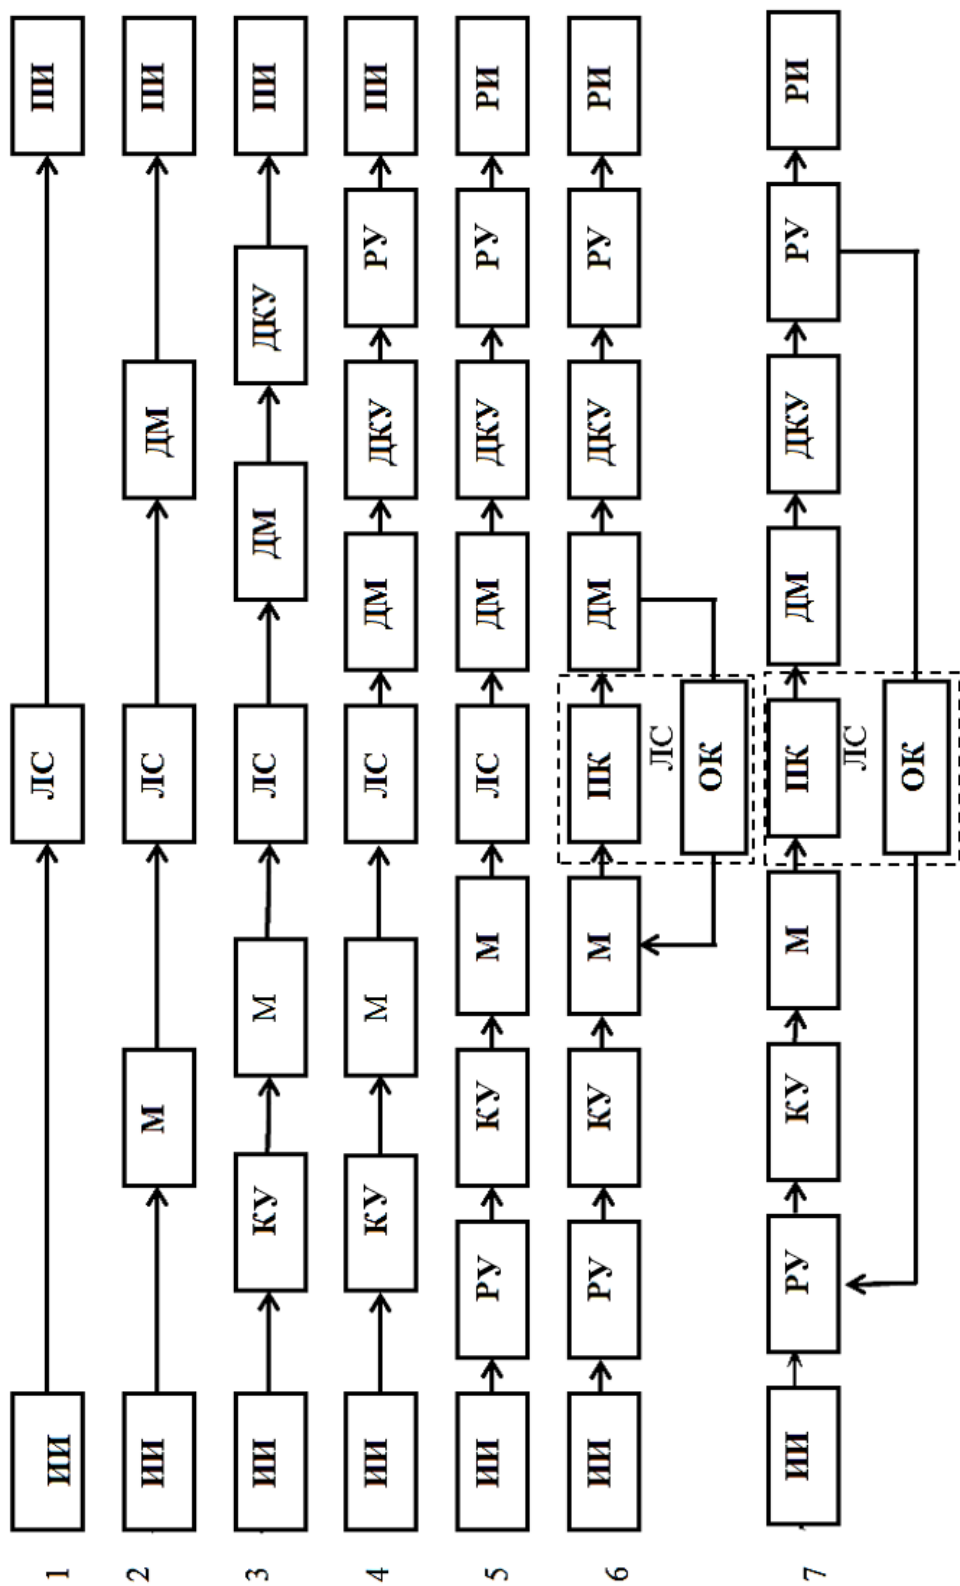 1 ИИ ЛС ПИ
2 ИИ М ЛС ДМ ПИ
3 ИИ КУ М ЛС ДМ ДКУ ПИ
4 ИИ КУ М ЛС ДМ ДКУ РУ ПИ
5 ИИ РУ КУ М ЛС ДМ ДКУ РУ РИ
6 ИИ РУ КУ М ПК ДМ ДКУ РУ РИ
ЛС
ОК
7 ИИ РУ КУ М ПК ДМ ДКУ РУ РИ
ЛС
ОК